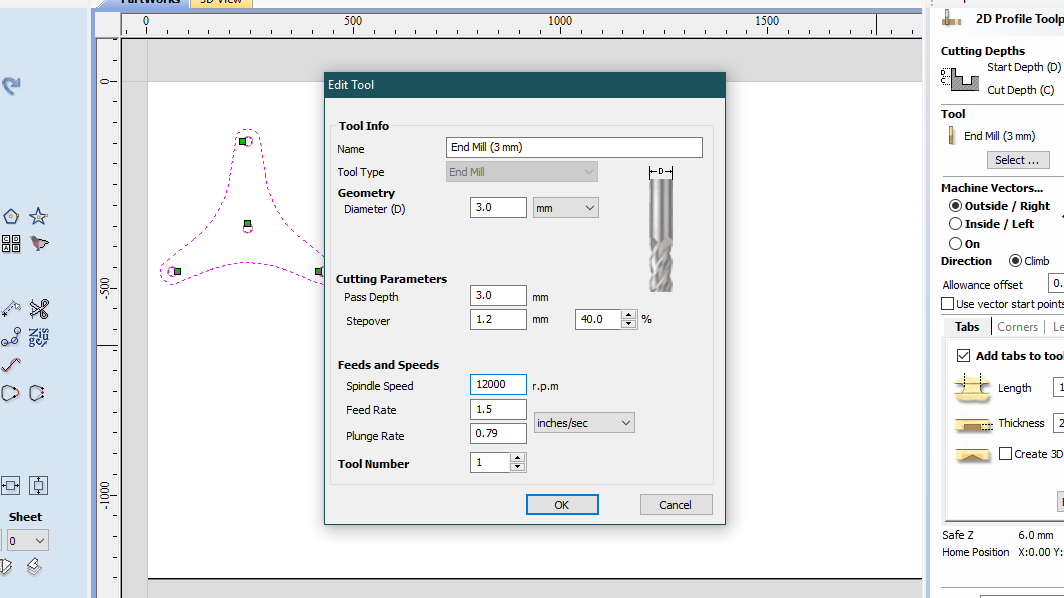 PartWorks 3D View
0 500 1000 1500
0
-500
-1000
Sheet
0
Edit Tool
Tool Info
Name End Mill (3 mm)
Tool Type End Mill
D
Geometry
Diameter (D) 3.0 mm
Cutting Parameters
Pass Depth 3.0 mm
Stepover 1.2 mm 40.0 %
Feeds and Speeds
Spindle Speed 12000 r.p.m
Feed Rate 1.5 inches/sec
Plunge Rate 0.79
Tool Number 1
OK Cancel
2D Profile Toolp
Cutting Depths
Start Depth (D)
Cut Depth (C)
Tool
End Mill (3 mm)
Select ...
Machine Vectors...
Outside / Right
Inside / Left
On
Direction Climb
Allowance offset 0.
Use vector start points
Tabs Corners Le
Add tabs to tool
Length 1
Thickness 2
Create 3D
Safe Z 6.0 mm
Home Position X:0.00 Y: